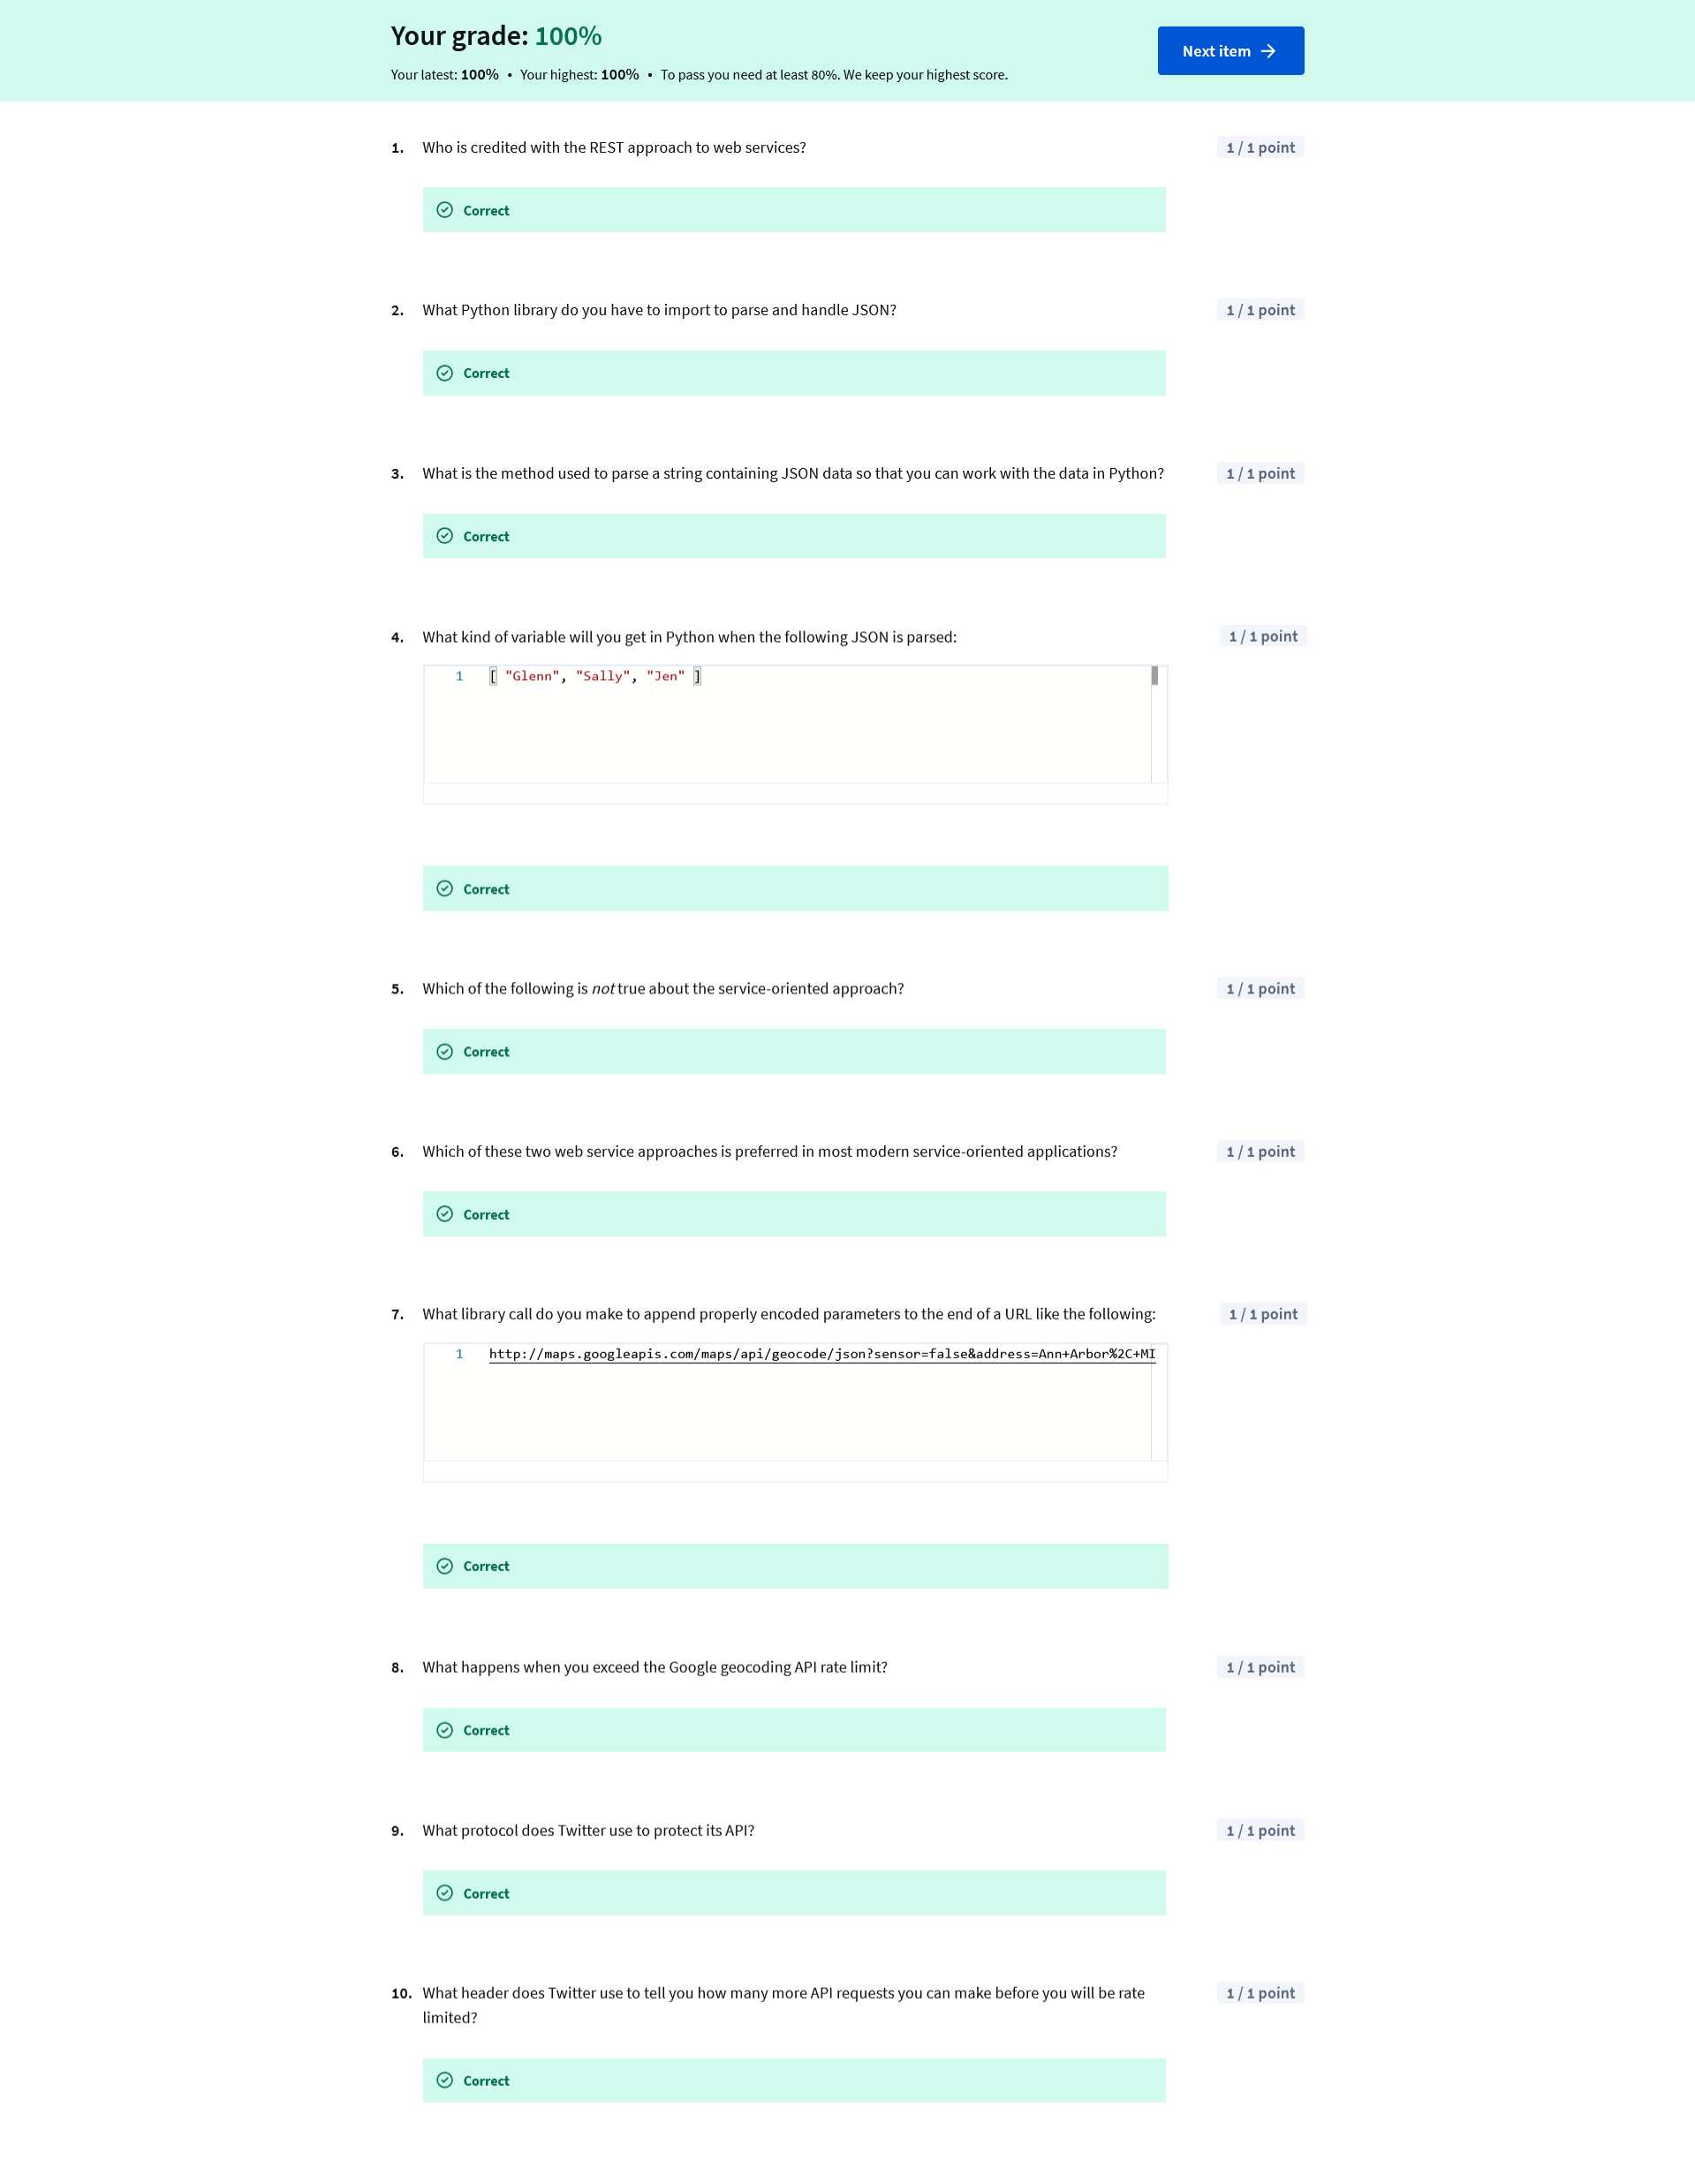 Your grade: 100%
Next item
Your latest: 100% • Your highest: 100% • To pass you need at least 80%. We keep your highest score.
1. Who is credited with the REST approach to web services? 1 / 1 point
Correct
2. What Python library do you have to import to parse and handle JSON? 1 / 1 point
Correct
3. What is the method used to parse a string containing JSON data so that you can work with the data in Python? 1 / 1 point
Correct
4. What kind of variable will you get in Python when the following JSON is parsed: 1 / 1 point
1 [ "Glenn", "Sally", "Jen" ]
Correct
5. Which of the following is not true about the service-oriented approach? 1 / 1 point
Correct
6. Which of these two web service approaches is preferred in most modern service-oriented applications? 1 / 1 point
Correct
7. What library call do you make to append properly encoded parameters to the end of a URL like the following: 1 / 1 point
1 http://maps.googleapis.com/maps/api/geocode/json?sensor=false&address=Ann+Arbor%2C+MI
Correct
8. What happens when you exceed the Google geocoding API rate limit? 1 / 1 point
Correct
9. What protocol does Twitter use to protect its API? 1 / 1 point
Correct
10. What header does Twitter use to tell you how many more API requests you can make before you will be rate 1 / 1 point
limited?
Correct